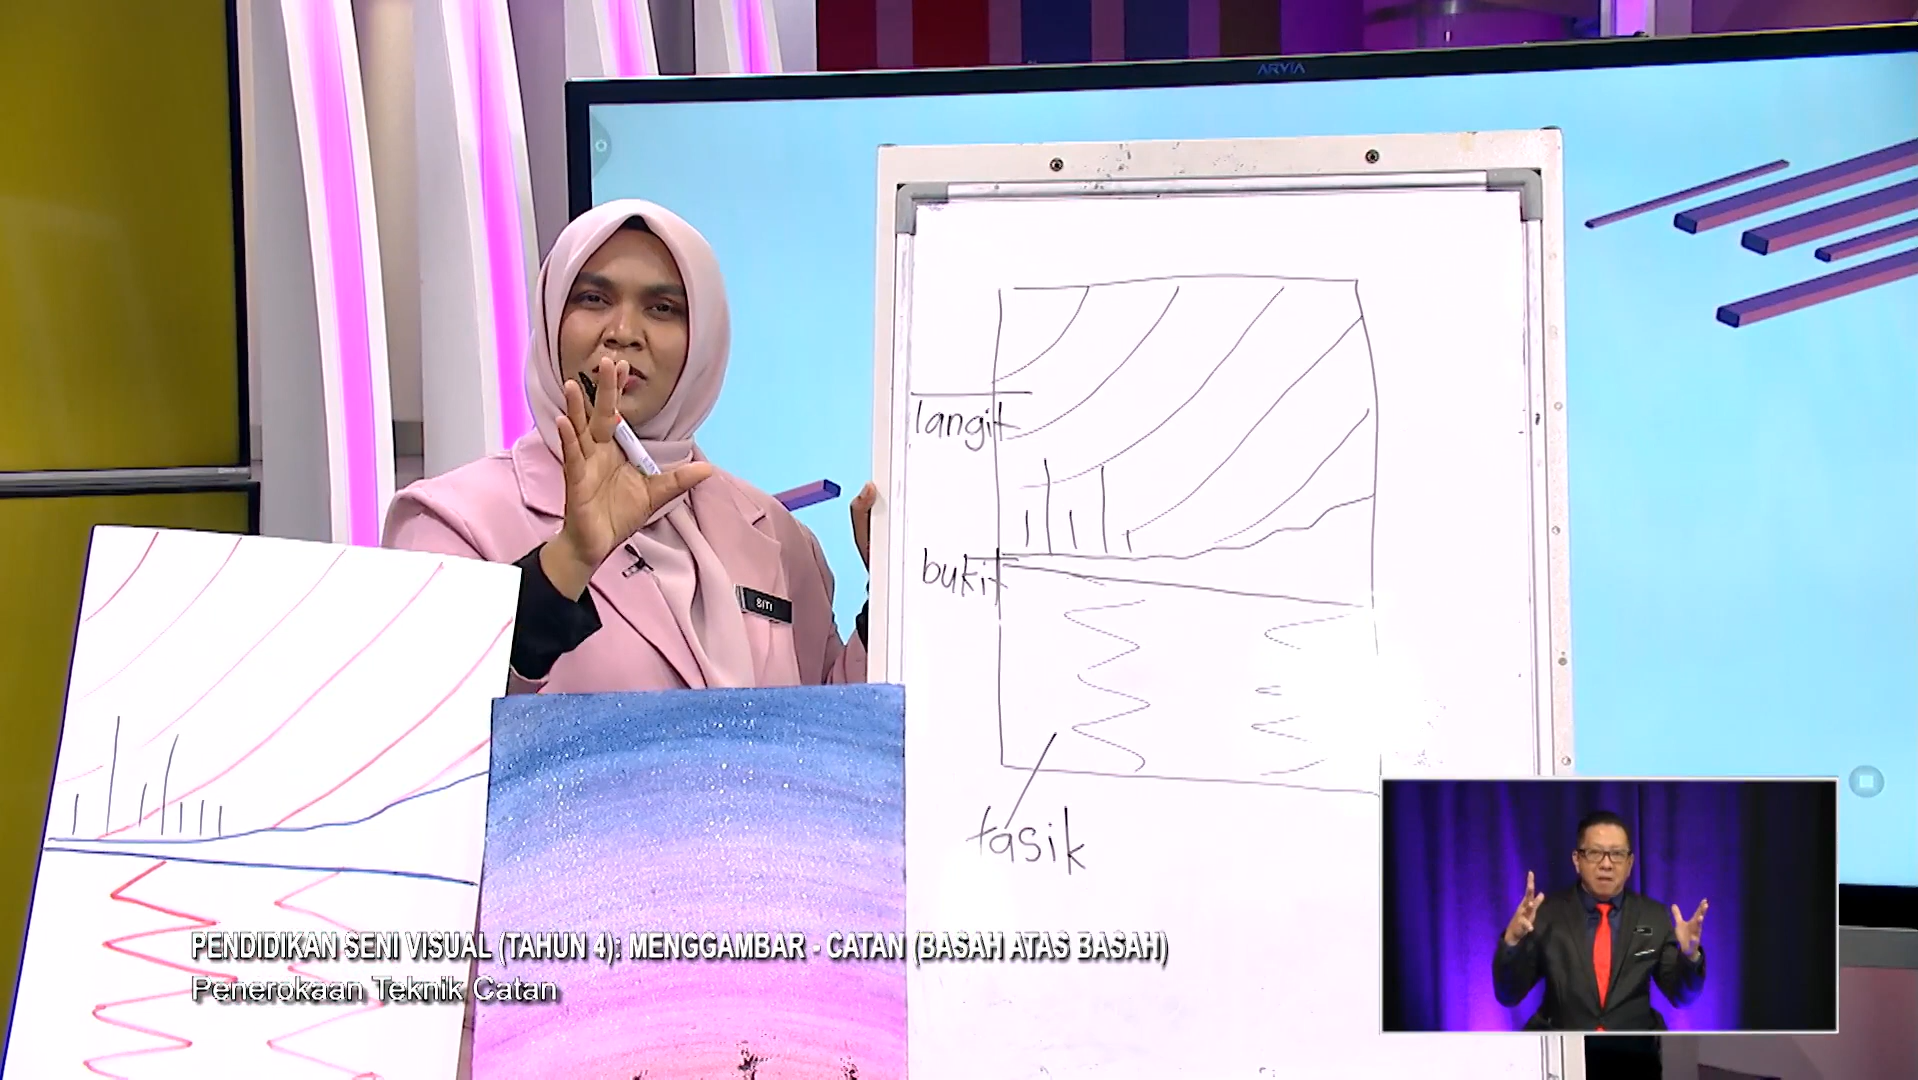 ARVIA
langit
bukit
SITI
tasik
PENDIDIKAN SENI VISUAL (TAHUN 4): MENGGAMBAR - CATAN (BASAH ATAS BASAH)
Penerokaan Teknik Catan